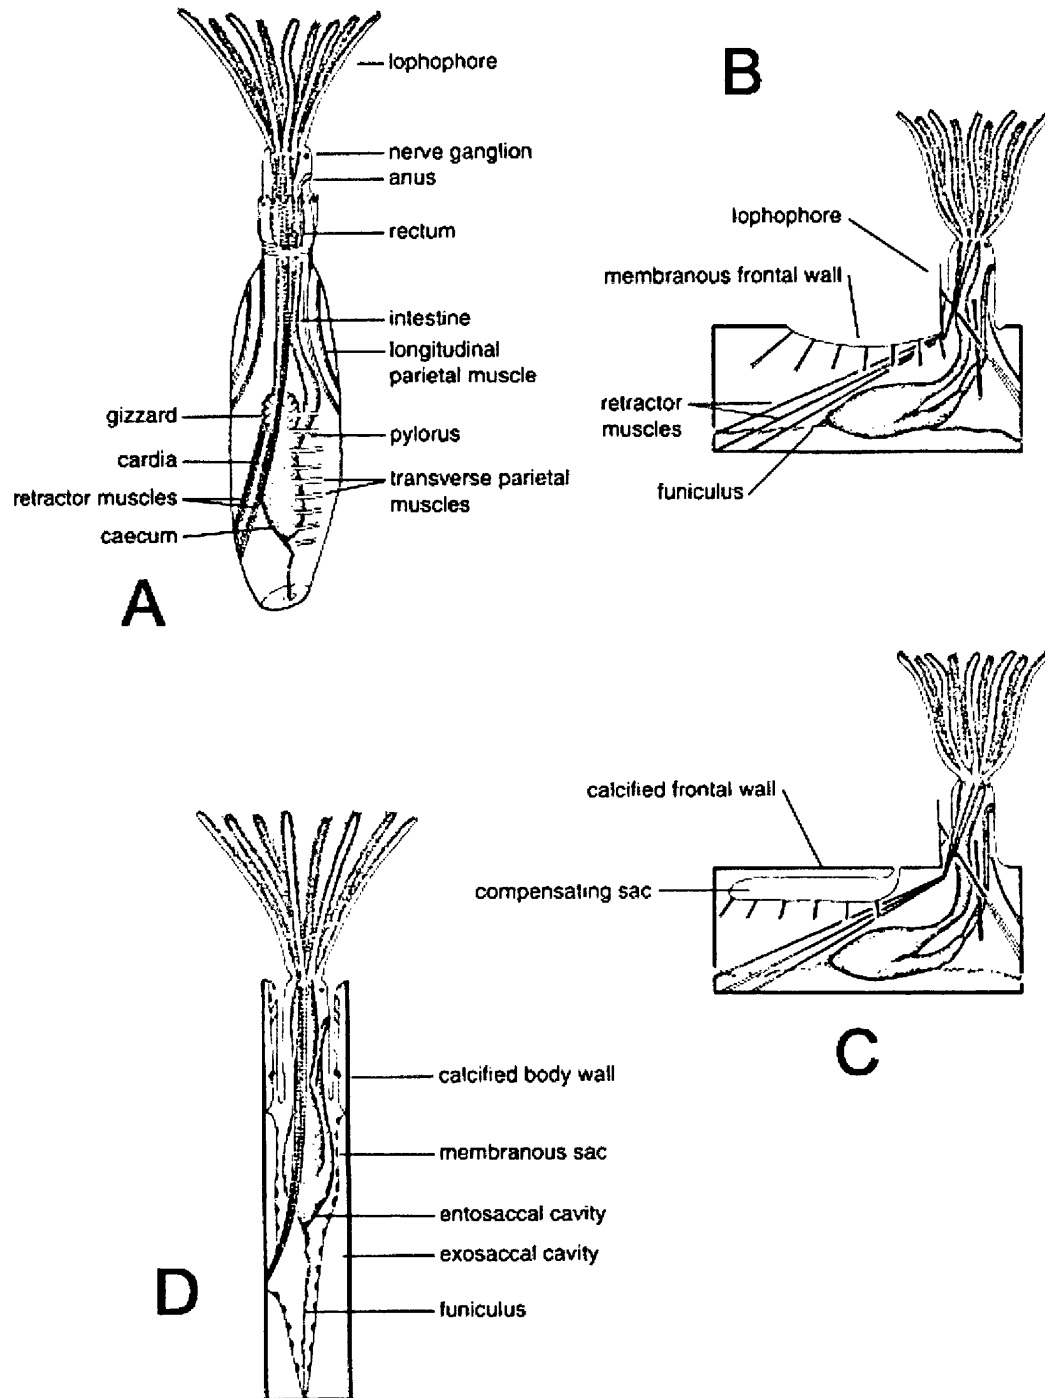 lophophore
nerve ganglion
anus
rectum
intestine
longitudinal
parietal muscle
gizzard
pylorus
cardia
transverse parietal
muscles
retractor muscles
caecum
A
B
lophophore
membranous frontal wall
retractor
muscles
funiculus
calcified frontal wall
compensating sac
C
calcified body wall
membranous sac
entosaccal cavity
exosaccal cavity
funiculus
D